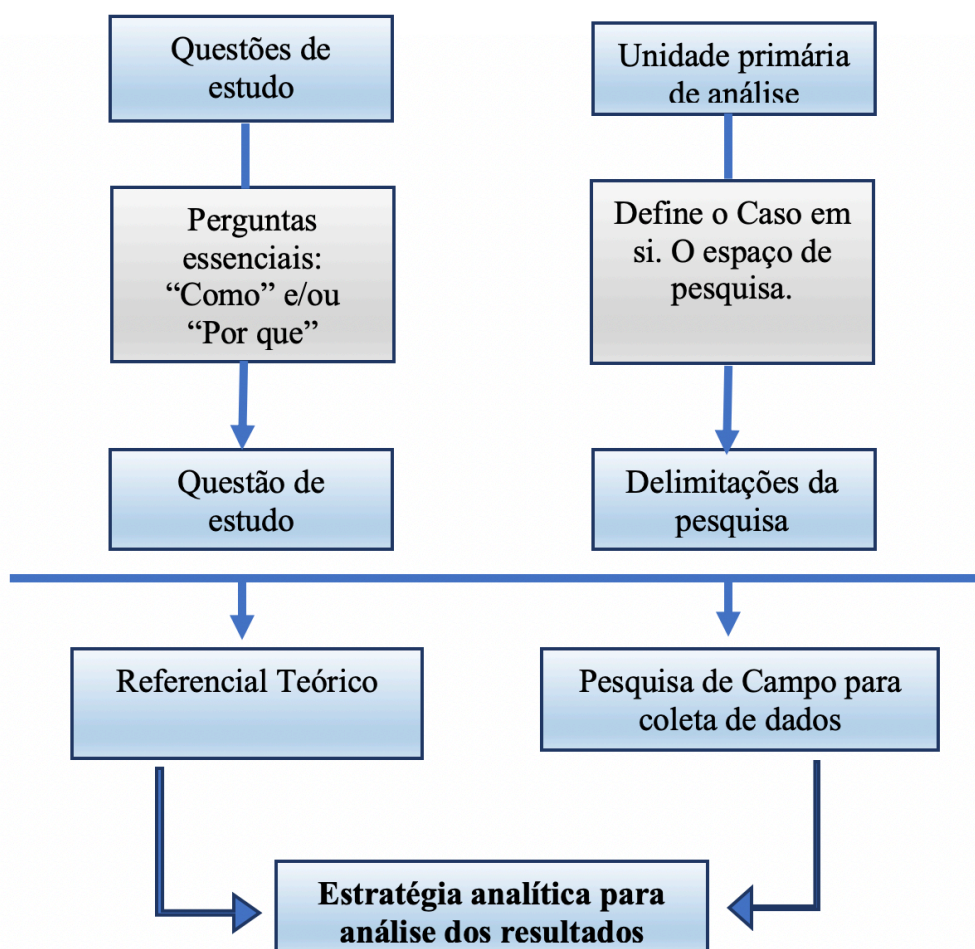 Questões de
estudo
Unidade primária
de análise
Perguntas
essenciais:
“Como” e/ou
“Por que”
Define o Caso em
si. O espaço de
pesquisa.
Questão de
estudo
Delimitações da
pesquisa
Referencial Teórico
Pesquisa de Campo para
coleta de dados
Estratégia analítica para
análise dos resultados